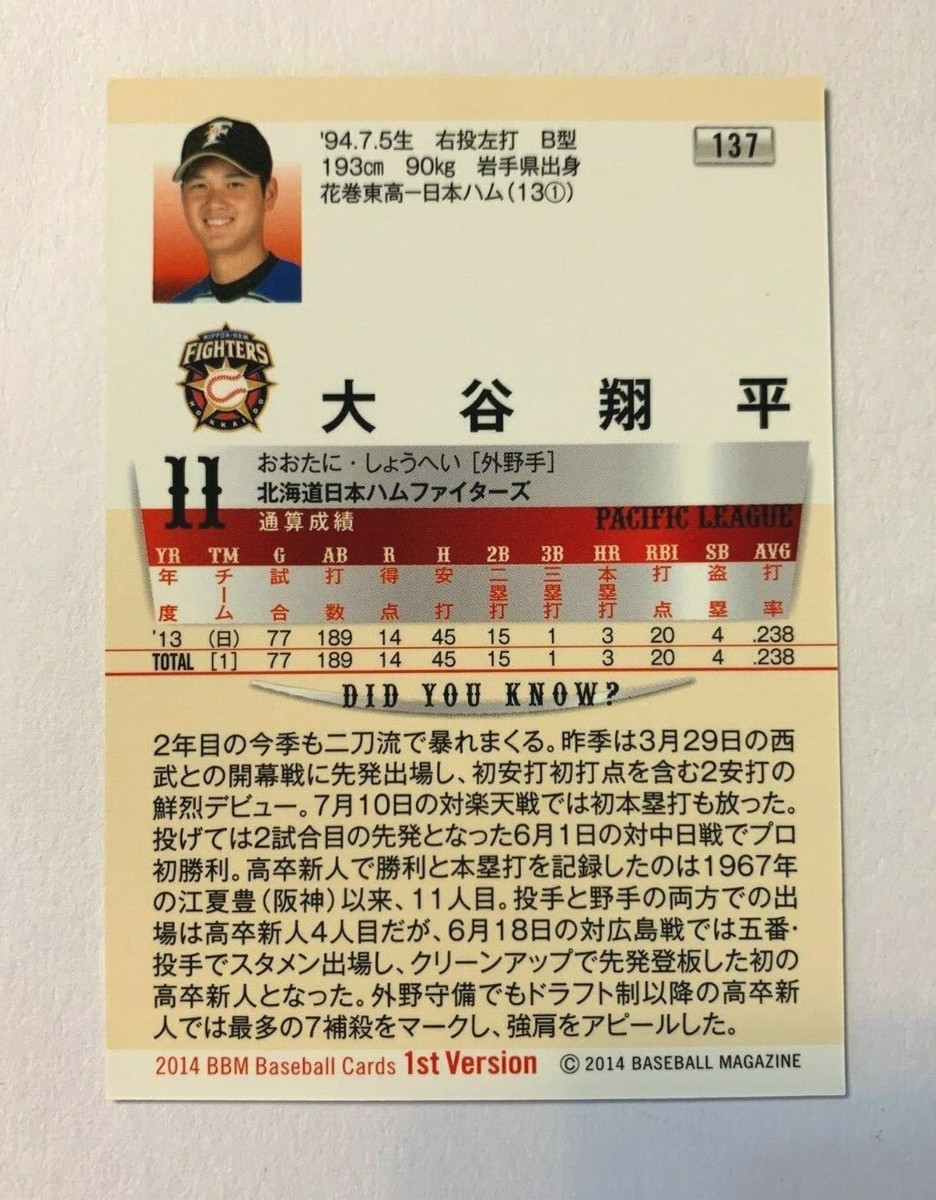 '94.7.5生 右投左打 B型
193cm 90kg 岩手県出身
花巻東高ー日本ハム(13①)
137
NIPPON-HAM
FIGHTERS
HOKKAIDO
大谷翔平
11
おおたに・しょうへい [外野手]
北海道日本ハムファイターズ
通算成績 PACIFIC LEAGUE
YR TM G AB R H 2B 3B HR RBI SB AVG
年度 チーム 試合 打数 得点 安打 二塁打 三塁打 本塁打 打点 盗塁 打率
'13 (日) 77 189 14 45 15 1 3 20 4 .238
TOTAL [1] 77 189 14 45 15 1 3 20 4 .238
DID YOU KNOW?
2年目の今季も二刀流で暴れまくる。昨季は3月29日の西
武との開幕戦に先発出場し、初安打初打点を含む2安打の
鮮烈デビュー。7月10日の対楽天戦では初本塁打も放った。
投げては2試合目の先発となった6月1日の対中日戦でプロ
初勝利。高卒新人で勝利と本塁打を記録したのは1967年
の江夏豊(阪神)以来、11人目。投手と野手の両方での出
場は高卒新人4人目だが、6月18日の対広島戦では五番・
投手でスタメン出場し、クリーンアップで先発登板した初の
高卒新人となった。外野守備でもドラフト制以降の高卒新
人では最多の7補殺をマークし、強肩をアピールした。
2014 BBM Baseball Cards 1st Version © 2014 BASEBALL MAGAZINE